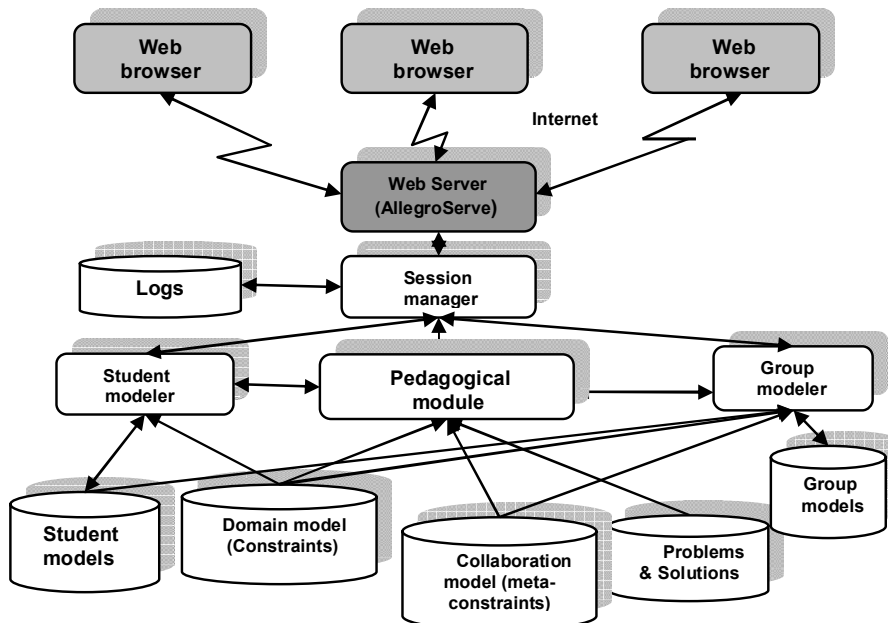 Web
browser
Web
browser
Web
browser
Internet
Web Server
(AllegroServe)
Logs
Session
manager
Student
modeler
Pedagogical
module
Group
modeler
Student
models
Domain model
(Constraints)
Collaboration
model (meta-
constraints)
Problems
& Solutions
Group
models